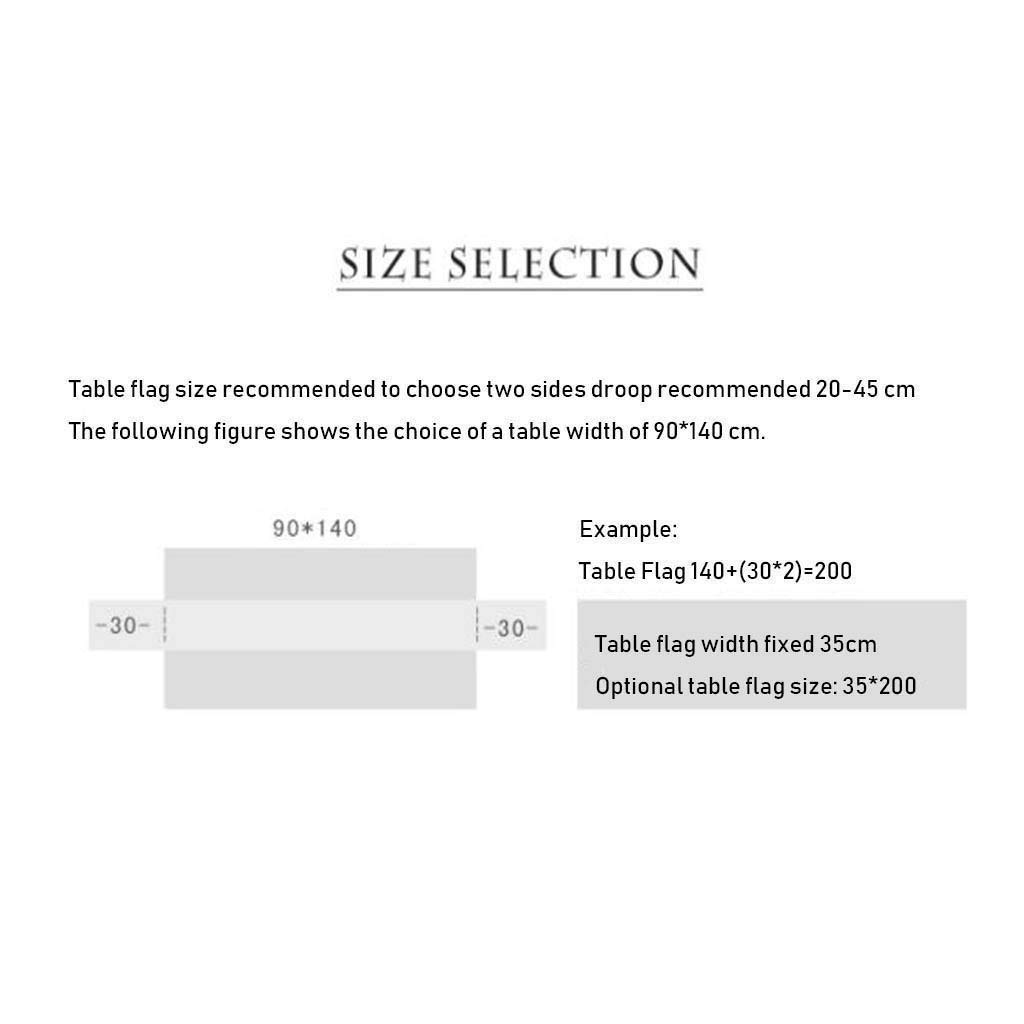 SIZE SELECTION
Table flag size recommended to choose two sides droop recommended 20-45 cm
The following figure shows the choice of a table width of 90*140 cm.
90*140
-30-
-30-
Example:
Table Flag 140+(30*2)=200
Table flag width fixed 35cm
Optional table flag size: 35*200